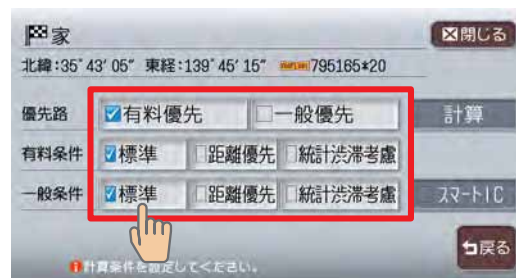 家 閉じる
北緯:35°43'05" 東経:139°45'15" 795165*20
優先路 有料優先 一般優先 計算
有料条件 標準 距離優先 統計渋滞考慮
一般条件 標準 距離優先 統計渋滞考慮 スマートIC
戻る
計算条件を設定してください。